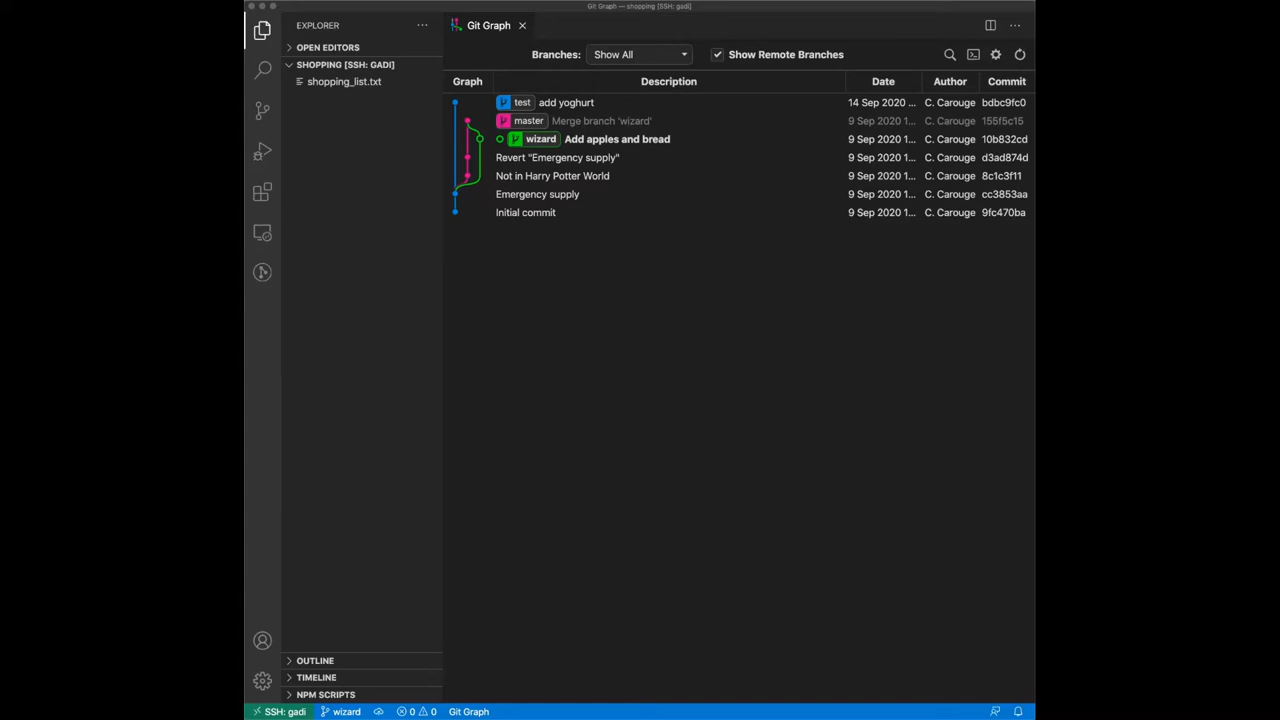 Git Graph — shopping [SSH: gadi]
EXPLORER
Git Graph
OPEN EDITORS
SHOPPING [SSH: GADI]
shopping_list.txt
Branches: Show All Show Remote Branches
Graph Description Date Author Commit
test add yoghurt 14 Sep 2020 ... C. Carouge bdbc9fc0
master Merge branch 'wizard' 9 Sep 2020 1... C. Carouge 155f5c15
wizard Add apples and bread 9 Sep 2020 1... C. Carouge 10b832cd
Revert "Emergency supply" 9 Sep 2020 1... C. Carouge d3ad874d
Not in Harry Potter World 9 Sep 2020 1... C. Carouge 8c1c3f11
Emergency supply 9 Sep 2020 1... C. Carouge cc3853aa
Initial commit 9 Sep 2020 1... C. Carouge 9fc470ba
OUTLINE
TIMELINE
NPM SCRIPTS
SSH: gadi wizard 0 0 Git Graph